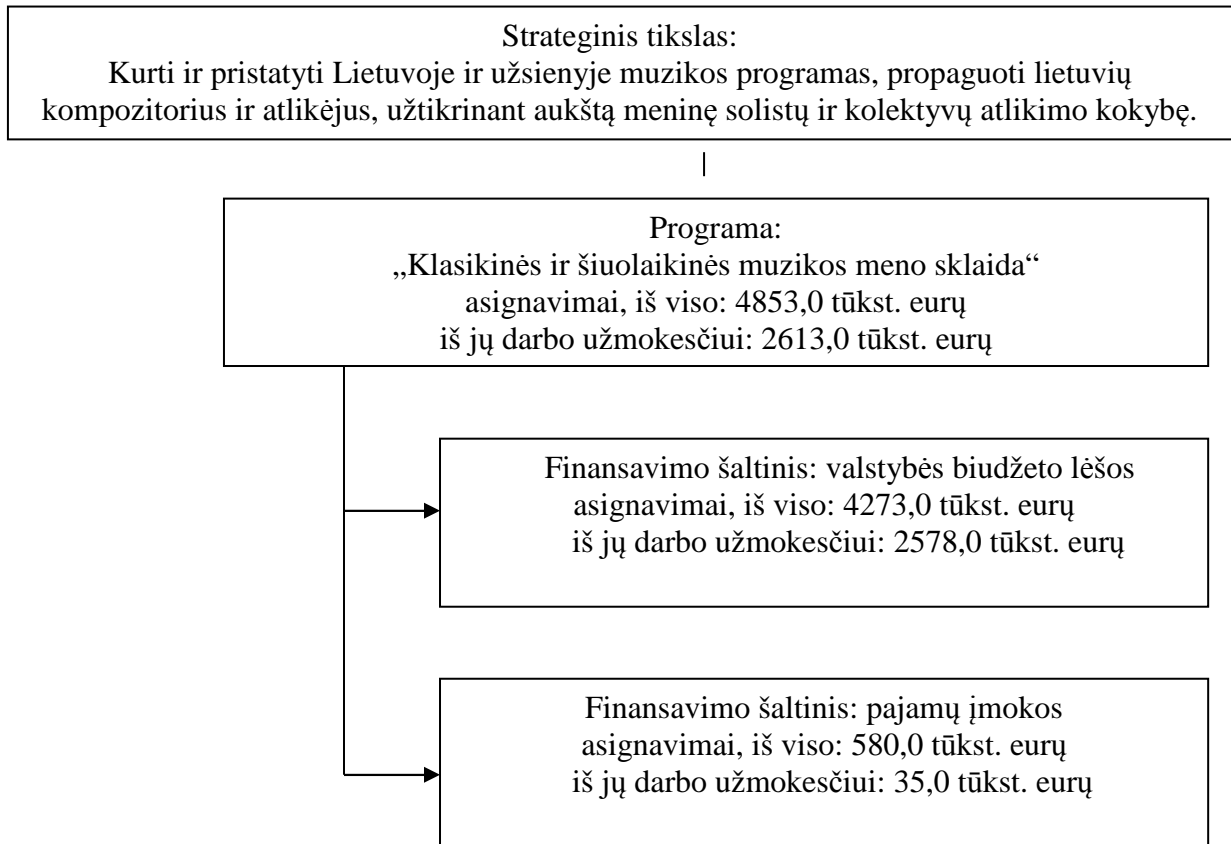 Strateginis tikslas:
Kurti ir pristatyti Lietuvoje ir užsienyje muzikos programas, propaguoti lietuvių
kompozitorius ir atlikėjus, užtikrinant aukštą meninę solistų ir kolektyvų atlikimo kokybę.
Programa:
„Klasikinės ir šiuolaikinės muzikos meno sklaida“
asignavimai, iš viso: 4853,0 tūkst. eurų
iš jų darbo užmokesčiui: 2613,0 tūkst. eurų
Finansavimo šaltinis: valstybės biudžeto lėšos
asignavimai, iš viso: 4273,0 tūkst. eurų
iš jų darbo užmokesčiui: 2578,0 tūkst. eurų
Finansavimo šaltinis: pajamų įmokos
asignavimai, iš viso: 580,0 tūkst. eurų
iš jų darbo užmokesčiui: 35,0 tūkst. eurų